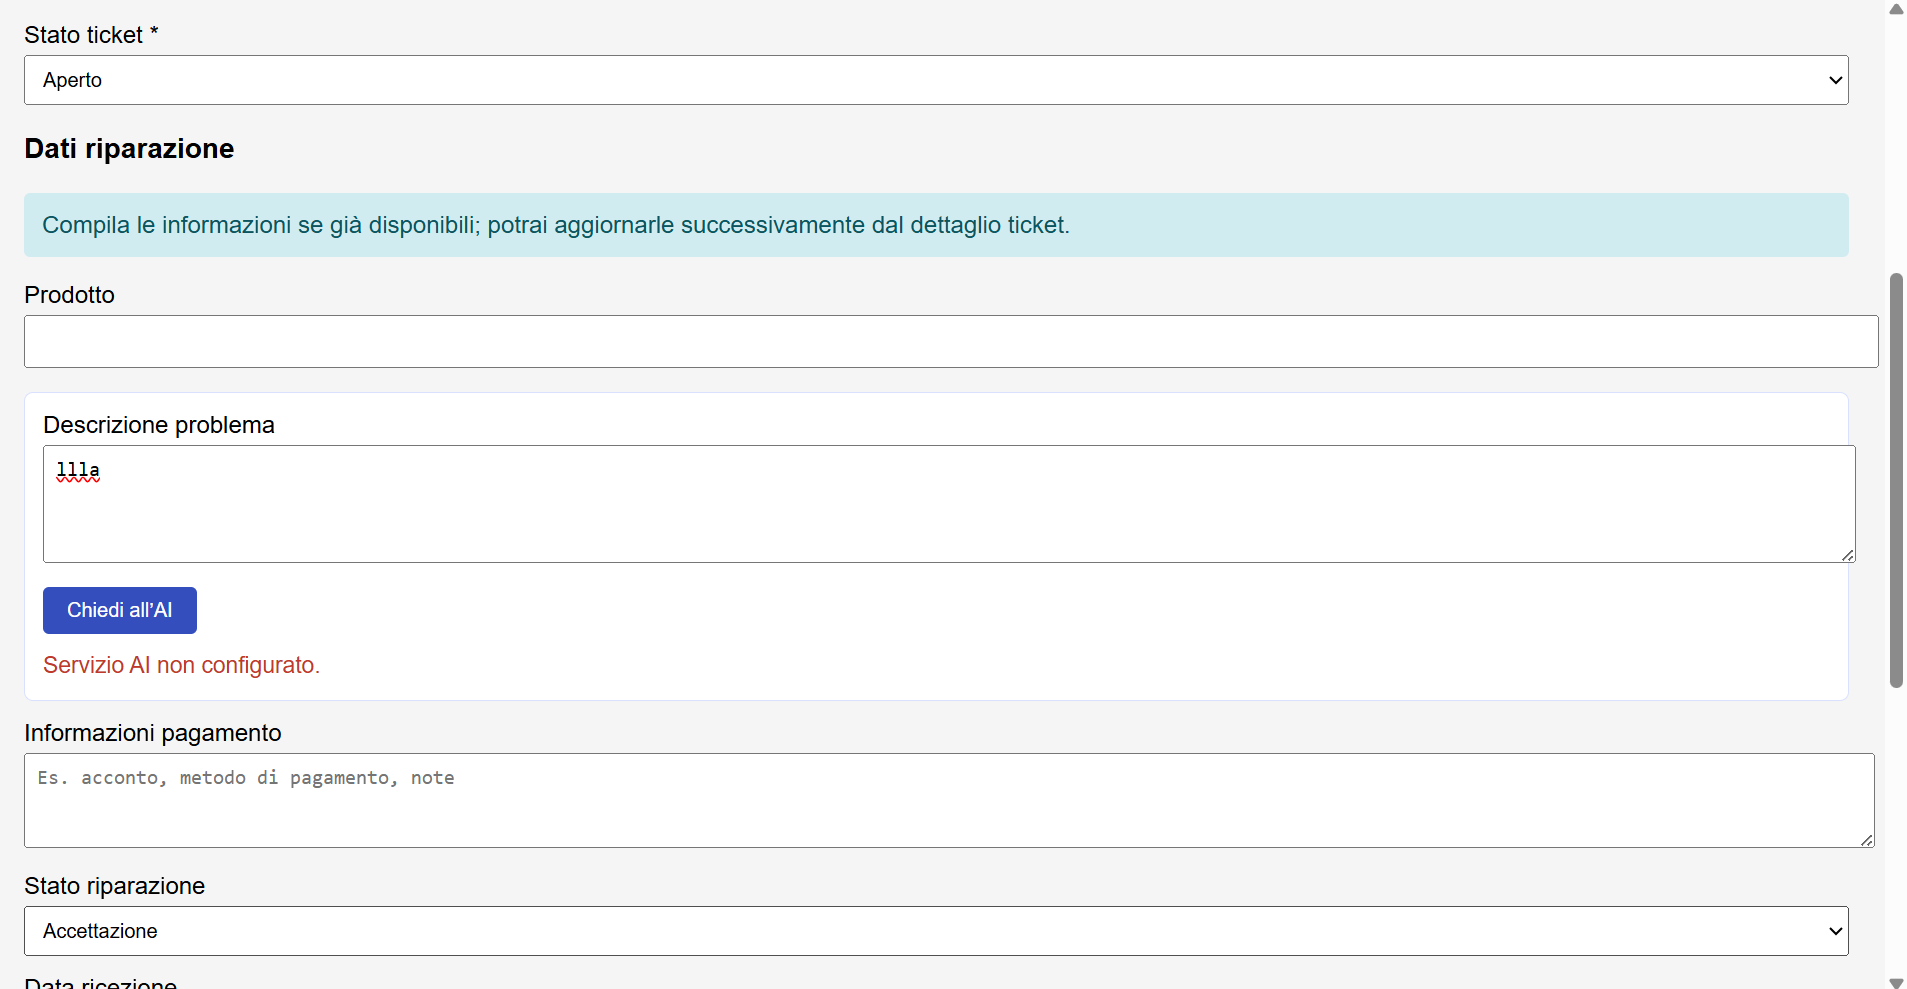 Stato ticket *
Aperto
Dati riparazione
Compila le informazioni se già disponibili; potrai aggiornarle successivamente dal dettaglio ticket.
Prodotto
Descrizione problema
llla
Chiedi all’AI
Servizio AI non configurato.
Informazioni pagamento
Es. acconto, metodo di pagamento, note
Stato riparazione
Accettazione
Data ricezione